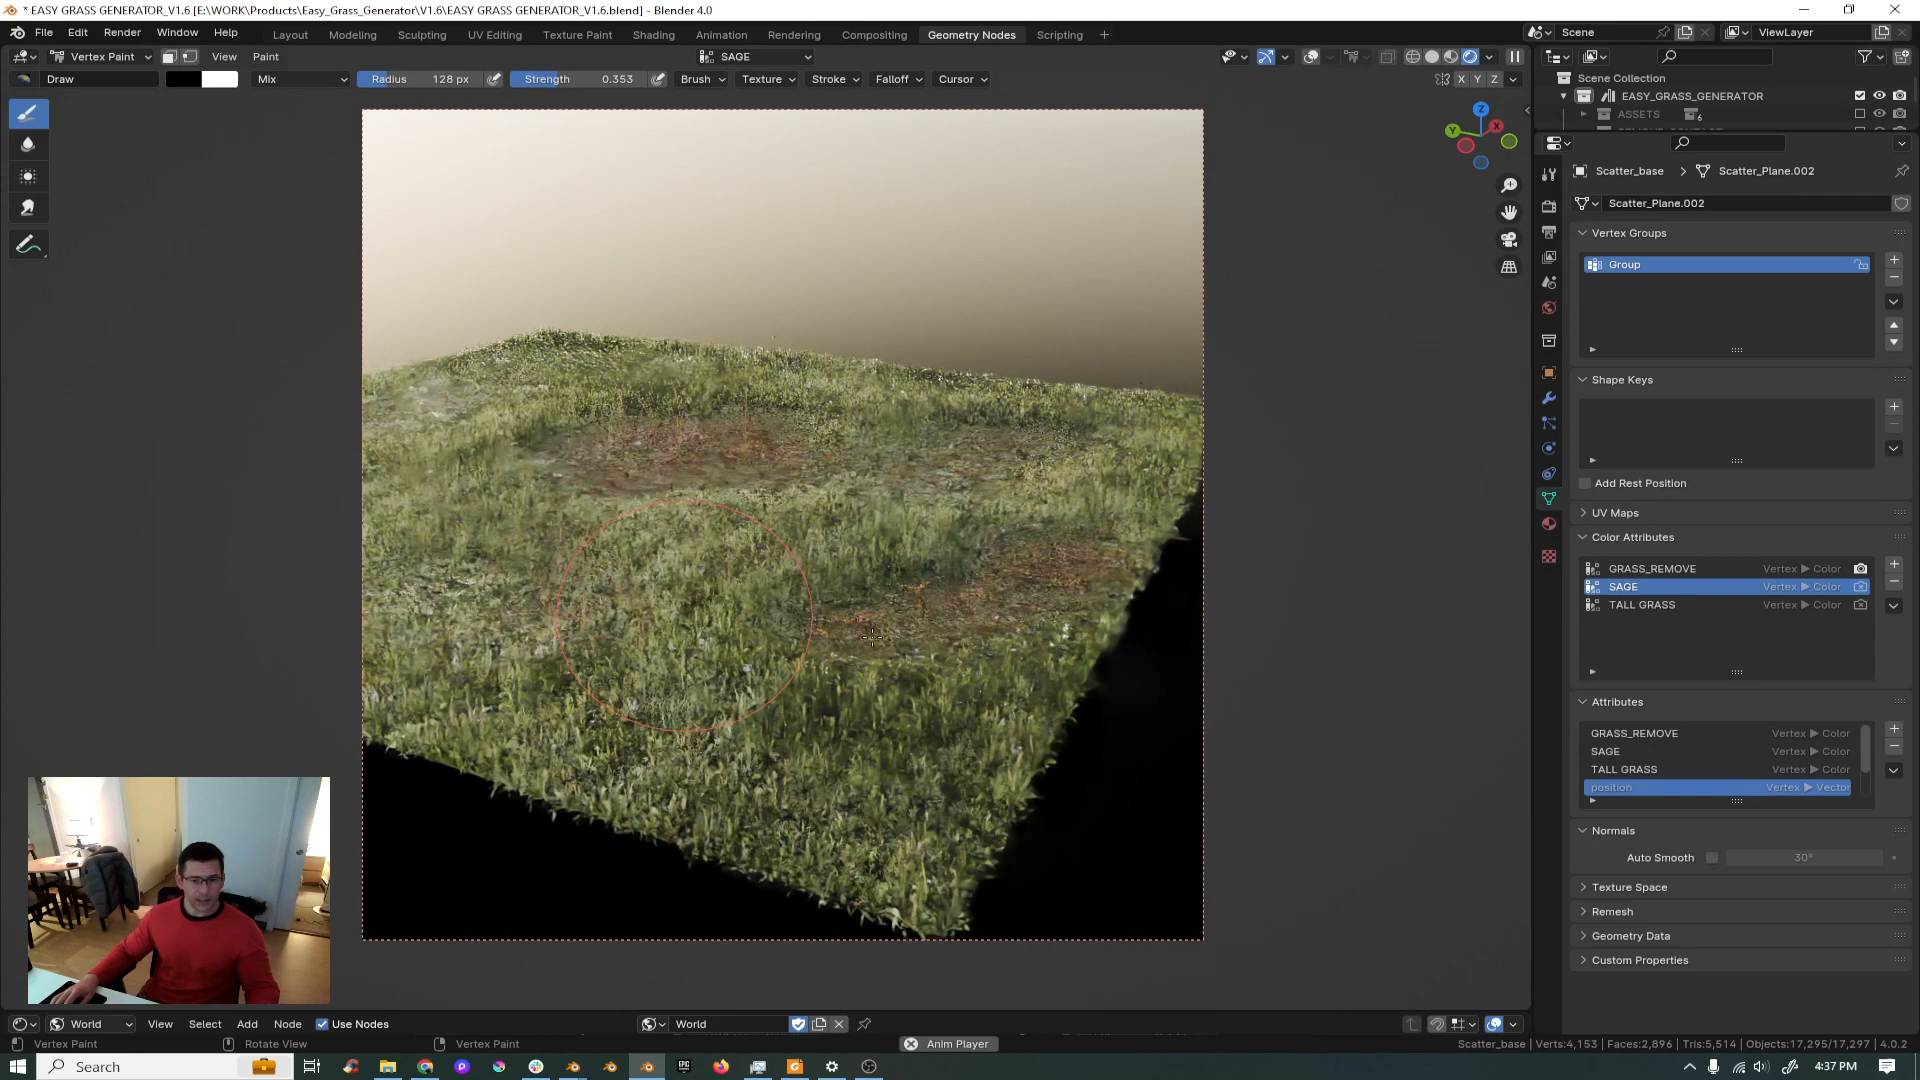 * EASY GRASS GENERATOR_V1.6 [E:\WORK\Products\Easy_Grass_Generator\V1.6\EASY GRASS GENERATOR_V1.6.blend] - Blender 4.0
File Edit Render Window Help Layout Modeling Sculpting UV Editing Texture Paint Shading Animation Rendering Compositing Geometry Nodes Scripting + Scene ViewLayer
Vertex Paint View Paint SAGE
Draw Mix Radius 128 px Strength 0.353 Brush Texture Stroke Falloff Cursor X Y Z
Scene Collection
EASY_GRASS_GENERATOR
ASSETS 6
Z
Y
X
Scatter_base > Scatter_Plane.002
Scatter_Plane.002
Vertex Groups
Group
Shape Keys
Add Rest Position
UV Maps
Color Attributes
GRASS_REMOVE Vertex ▶ Color
SAGE Vertex ▶ Color
TALL GRASS Vertex ▶ Color
Attributes
GRASS_REMOVE Vertex ▶ Color
SAGE Vertex ▶ Color
TALL GRASS Vertex ▶ Color
position Vertex ▶ Vector
Normals
Auto Smooth 30°
Texture Space
Remesh
Geometry Data
Custom Properties
World View Select Add Node Use Nodes World
Vertex Paint Rotate View Vertex Paint Anim Player Scatter_base | Verts:4,153 | Faces:2,896 | Tris:5,514 | Objects:17,295/17,297 | 4.0.2
Search EPIC 4:37 PM